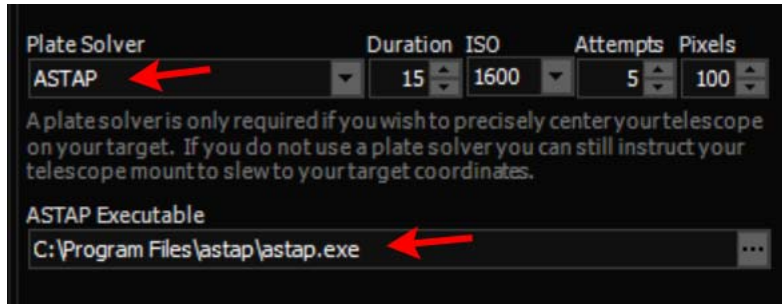 Plate Solver Duration ISO Attempts Pixels
ASTAP 15 1600 5 100
A plate solver is only required if you wish to precisely center your telescope
on your target. If you do not use a plate solver you can still instruct your
telescope mount to slew to your target coordinates.
ASTAP Executable
C:\Program Files\astap\astap.exe ...